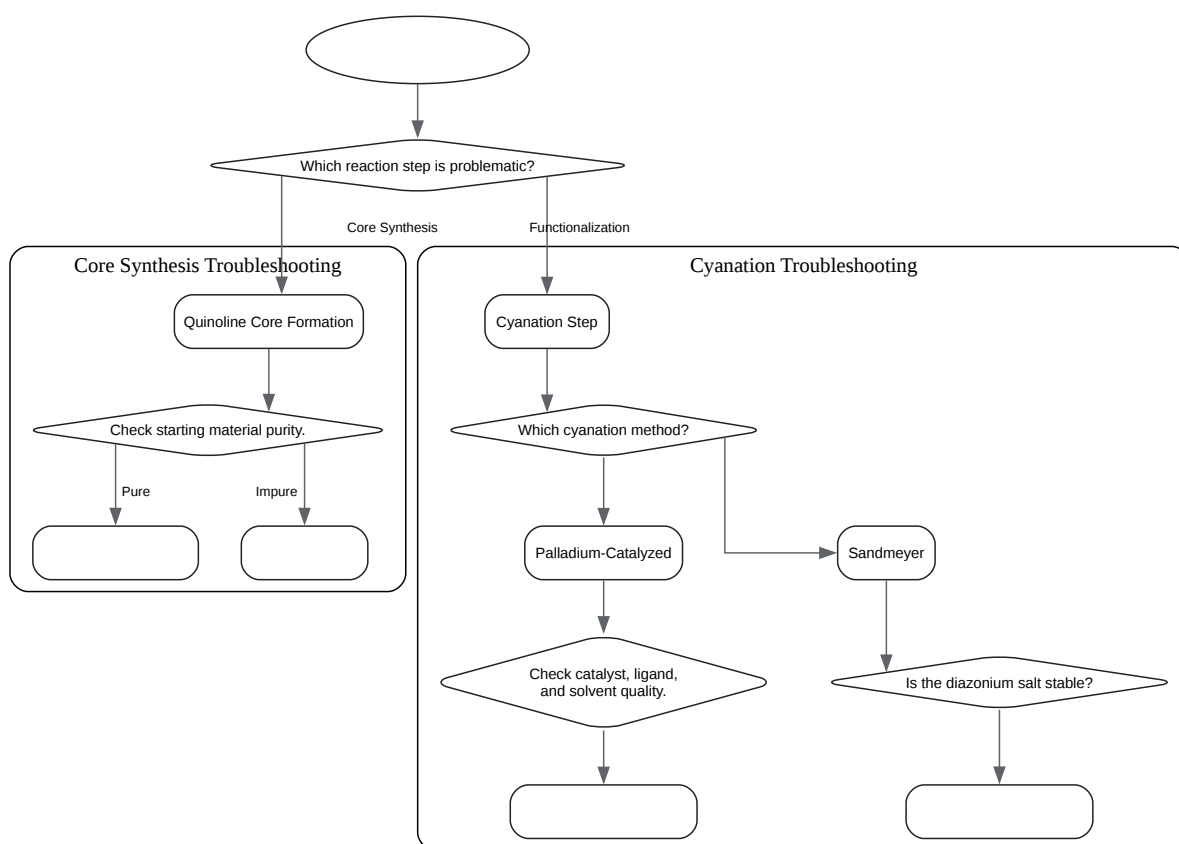 Which reaction step is problematic?
Core Synthesis
Functionalization
Core Synthesis Troubleshooting
Cyanation Troubleshooting
Quinoline Core Formation
Cyanation Step
Check starting material purity.
Which cyanation method?
Pure
Impure
Palladium-Catalyzed
Sandmeyer
Check catalyst, ligand,
and solvent quality.
Is the diazonium salt stable?